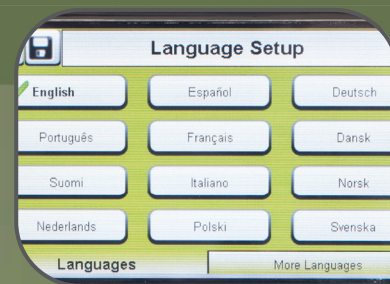 Language Setup
English Español Deutsch
Português Français Dansk
Suomi Italiano Norsk
Nederlands Polski Svenska
Languages More Languages